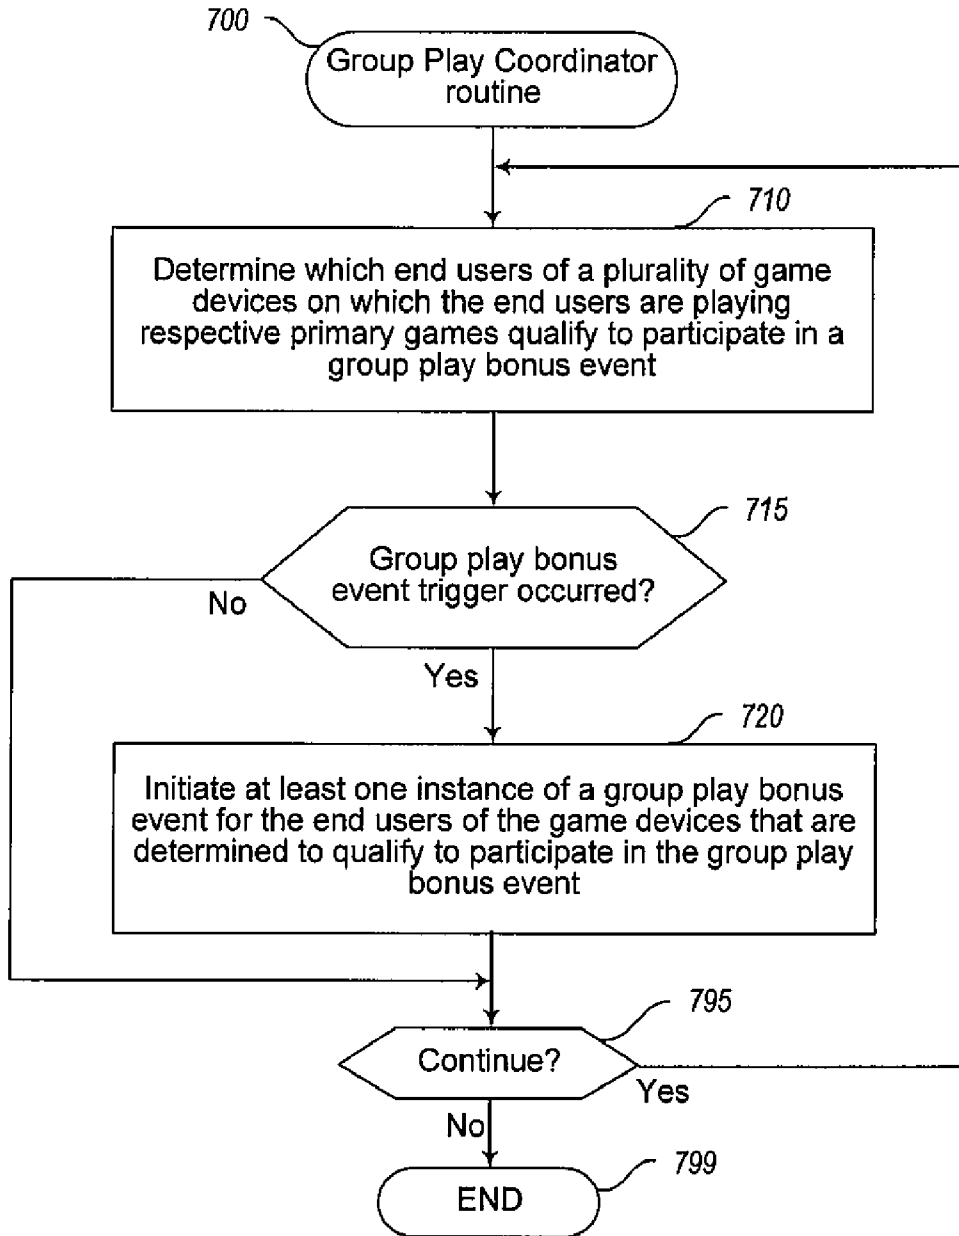 700
Group Play Coordinator
routine
710
Determine which end users of a plurality of game
devices on which the end users are playing
respective primary games qualify to participate in a
group play bonus event
715
Group play bonus
event trigger occurred?
No
Yes
720
Initiate at least one instance of a group play bonus
event for the end users of the game devices that are
determined to qualify to participate in the group play
bonus event
795
Continue?
Yes
No
799
END